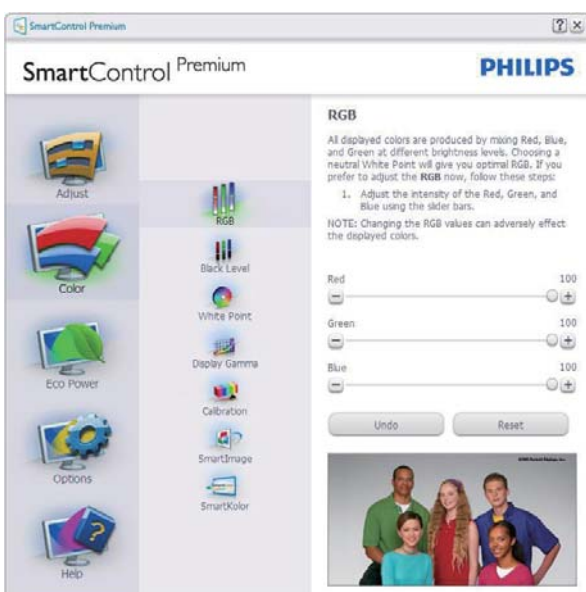 SmartControl Premium
SmartControl Premium
PHILIPS
Adjust
Color
Eco Power
Options
Help
RGB
Black Level
White Point
Display Gamma
Calibration
SmartImage
SmartKolor
RGB
All displayed colors are produced by mixing Red, Blue,
and Green at different brightness levels. Choosing a
neutral White Point will give you optimal RGB. If you
prefer to adjust the RGB now, follow these steps:
1. Adjust the intensity of the Red, Green, and
Blue using the slider bars.
NOTE: Changing the RGB values can adversely effect
the displayed colors.
Red 100
Green 100
Blue 100
Undo Reset